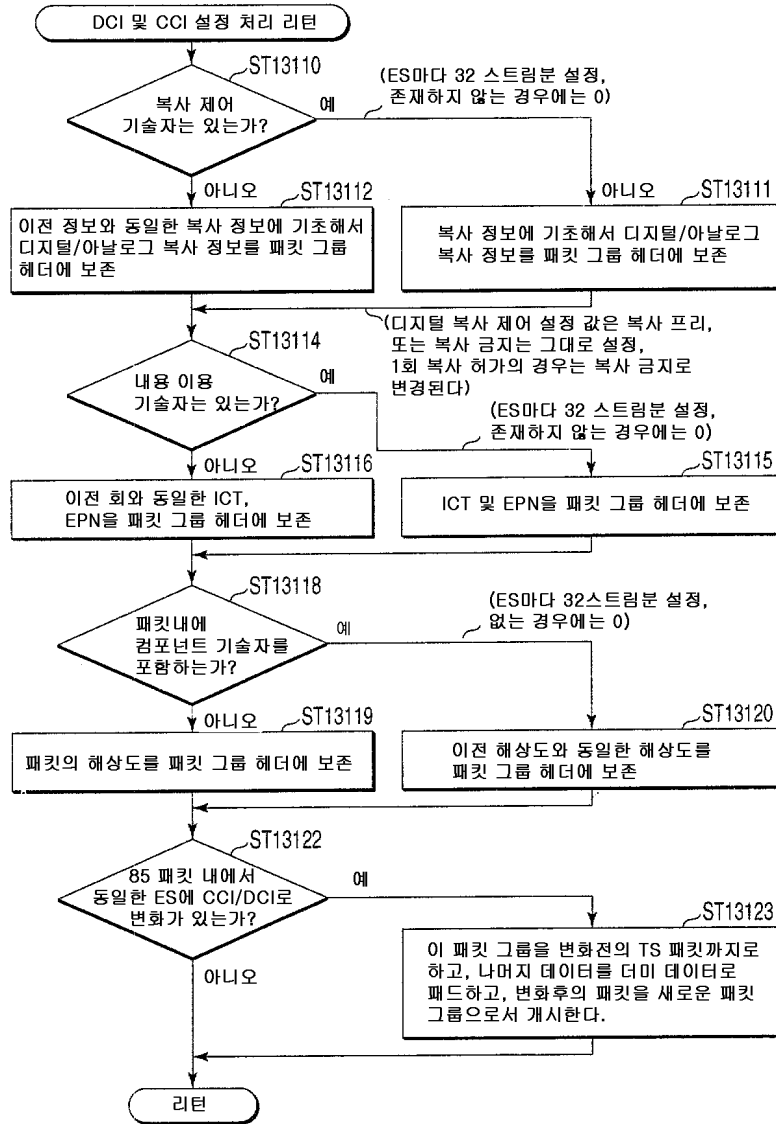 DCI 및 CCI 설정 처리 리턴
ST13110
복사 제어
기술자는 있는가?
예
(ES마다 32 스트림분 설정,
존재하지 않는 경우에는 0)
아니오
ST13112
아니오
ST13111
이전 정보와 동일한 복사 정보에 기초해서
디지털/아날로그 복사 정보를 패킷 그룹
헤더에 보존
복사 정보에 기초해서 디지털/아날로그
복사 정보를 패킷 그룹 헤더에 보존
(디지털 복사 제어 설정 값은 복사 프리,
또는 복사 금지는 그대로 설정,
1회 복사 허가의 경우는 복사 금지로
변경된다)
ST13114
내용 이용
기술자는 있는가?
예
(ES마다 32 스트림분 설정,
존재하지 않는 경우에는 0)
아니오
ST13116
ST13115
이전 회와 동일한 ICT,
EPN을 패킷 그룹 헤더에 보존
ICT 및 EPN을 패킷 그룹 헤더에 보존
ST13118
패킷내에
컴포넌트 기술자를
포함하는가?
예
(ES마다 32스트림분 설정,
없는 경우에는 0)
아니오
ST13119
ST13120
패킷의 해상도를 패킷 그룹 헤더에 보존
이전 해상도와 동일한 해상도를
패킷 그룹 헤더에 보존
ST13122
85 패킷 내에서
동일한 ES에 CCI/DCI로
변화가 있는가?
예
ST13123
아니오
이 패킷 그룹을 변화전의 TS 패킷까지로
하고, 나머지 데이터를 더미 데이터로
패드하고, 변화후의 패킷을 새로운 패킷
그룹으로서 개시한다.
리턴